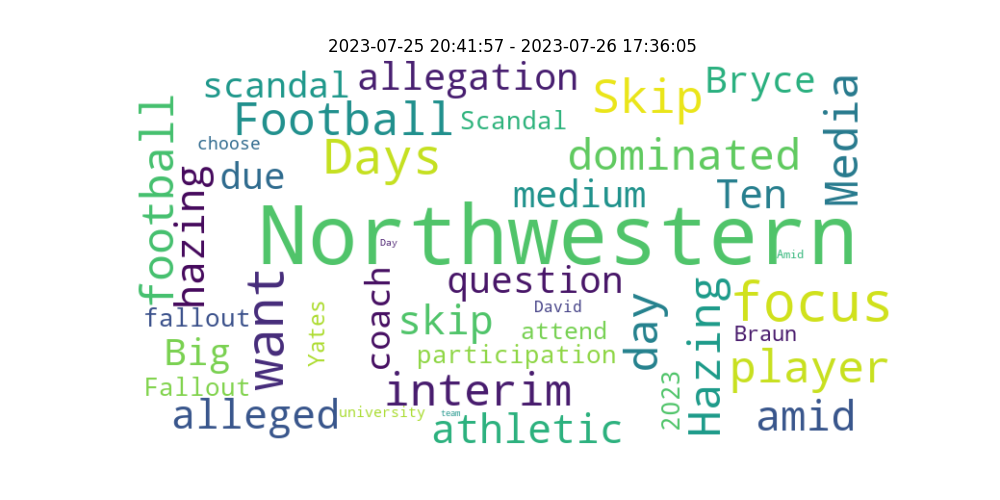 2023-07-25 20:41:57 - 2023-07-26 17:36:05
scandal
allegation
Skip
Bryce
Media
football
Football
Scandal
choose
Days
dominated
hazing
due
medium
Ten
Northwestern
Day
Amid
want
coach
question
focus
fallout
Yates
skip
David
attend
day
Hazing
Braun
Big
participation
player
Fallout
interim
2023
alleged
university
team
athletic
amid